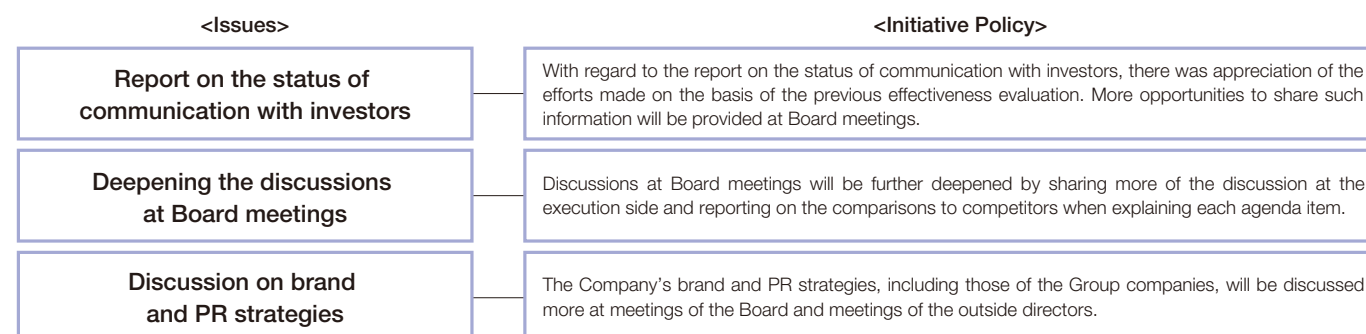 <Issues>
<Initiative Policy>
Report on the status of
communication with investors
With regard to the report on the status of communication with investors, there was appreciation of the
efforts made on the basis of the previous effectiveness evaluation. More opportunities to share such
information will be provided at Board meetings.
Deepening the discussions
at Board meetings
Discussions at Board meetings will be further deepened by sharing more of the discussion at the
execution side and reporting on the comparisons to competitors when explaining each agenda item.
Discussion on brand
and PR strategies
The Company’s brand and PR strategies, including those of the Group companies, will be discussed
more at meetings of the Board and meetings of the outside directors.